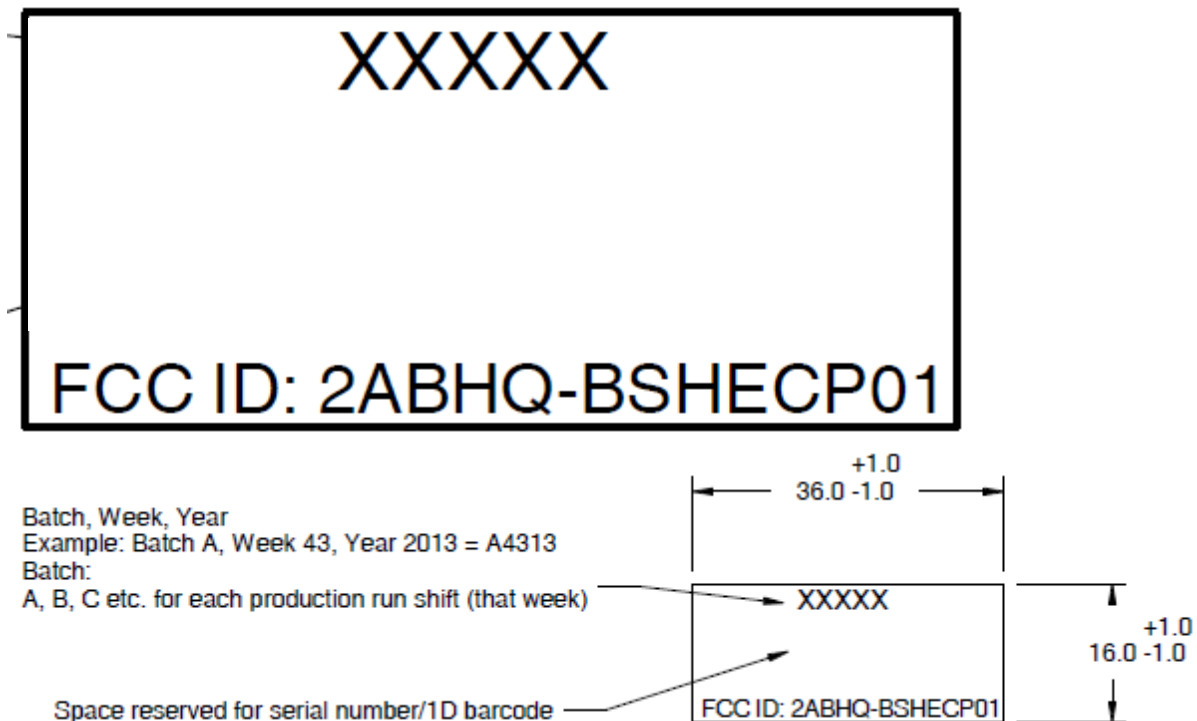 XXXXX
FCC ID: 2ABHQ-BSHECP01
+1.0
36.0 -1.0
Batch, Week, Year
Example: Batch A, Week 43, Year 2013 = A4313
Batch:
A, B, C etc. for each production run shift (that week)
XXXXX
+1.0
16.0 -1.0
Space reserved for serial number/1D barcode
FCC ID: 2ABHQ-BSHECP01